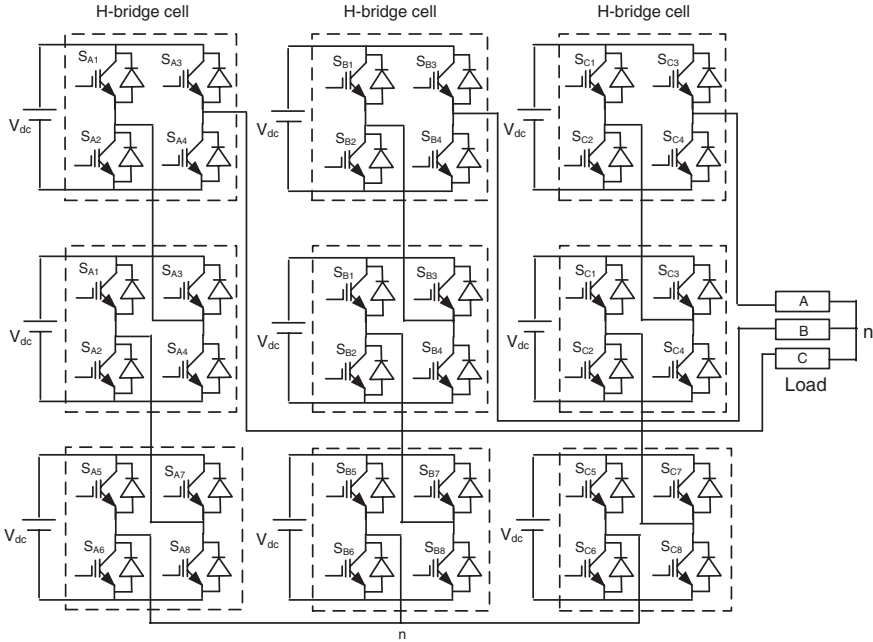 H-bridge cell H-bridge cell H-bridge cell
SA1 SA3 SB1 SB3 SC1 SC3
Vdc Vdc Vdc
SA2 SA4 SB2 SB4 SC2 SC4
SA1 SA3 SB1 SB3 SC1 SC3
A
Vdc Vdc Vdc B n
SA2 SA4 SB2 SB4 SC2 SC4 C
Load
SA5 SA7 SB5 SB7 SC5 SC7
Vdc Vdc Vdc
SA6 SA8 SB6 SB8 SC6 SC8
n